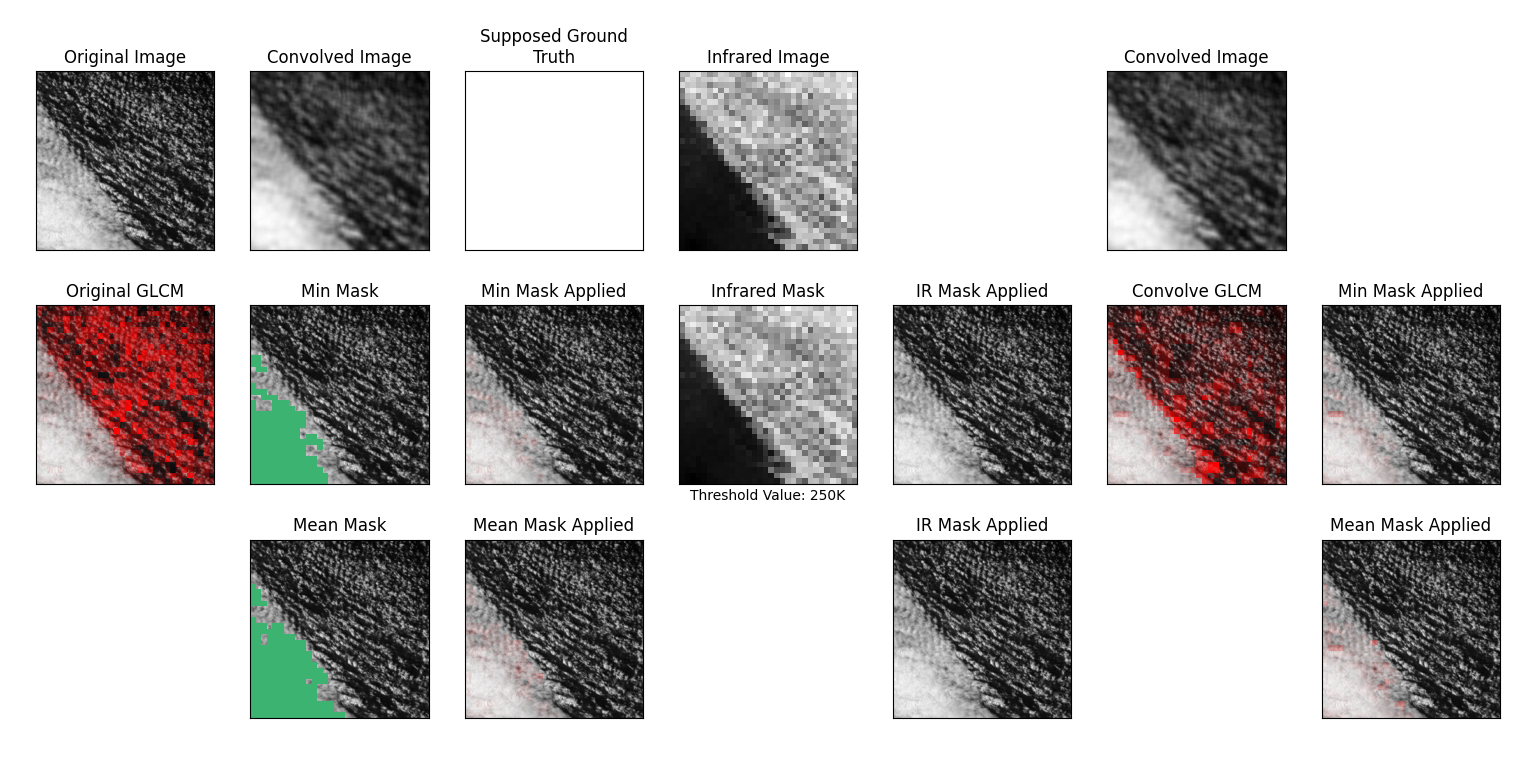 Original Image
Convolved Image
Supposed Ground
Truth
Infrared Image
Convolved Image
Original GLCM
Min Mask
Min Mask Applied
Infrared Mask
IR Mask Applied
Convolve GLCM
Min Mask Applied
Threshold Value: 250K
Mean Mask
Mean Mask Applied
IR Mask Applied
Mean Mask Applied